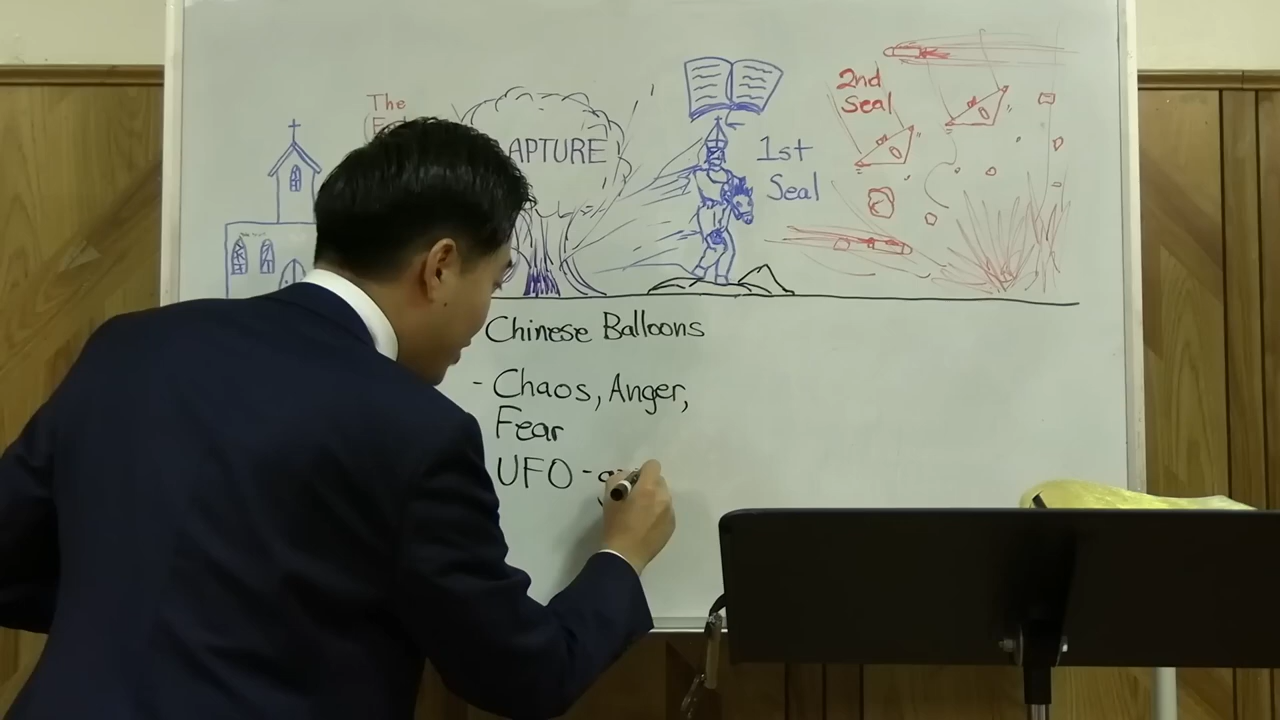 The
APTURE
1st
Seal
2nd
Seal
Chinese Balloons
- Chaos, Anger,
Fear
UFO -